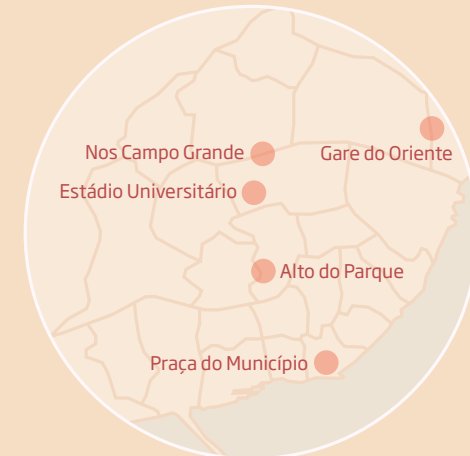 Nos Campo Grande
Gare do Oriente
Estádio Universitário
Alto do Parque
Praça do Município